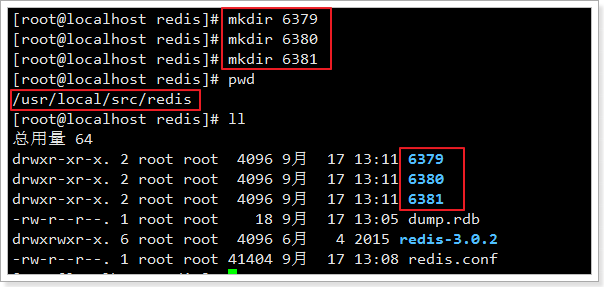 [root@localhost redis]# mkdir 6379
[root@localhost redis]# mkdir 6380
[root@localhost redis]# mkdir 6381
[root@localhost redis]# pwd
/usr/local/src/redis
[root@localhost redis]# ll
总用量 64
drwxr-xr-x. 2 root root  4096 9月  17 13:11 6379
drwxr-xr-x. 2 root root  4096 9月  17 13:11 6380
drwxr-xr-x. 2 root root  4096 9月  17 13:11 6381
-rw-r--r--. 1 root root    18 9月  17 13:05 dump.rdb
drwxrwxr-x. 6 root root  4096 6月   4 2015 redis-3.0.2
-rw-r--r--. 1 root root 41404 9月  17 13:08 redis.conf